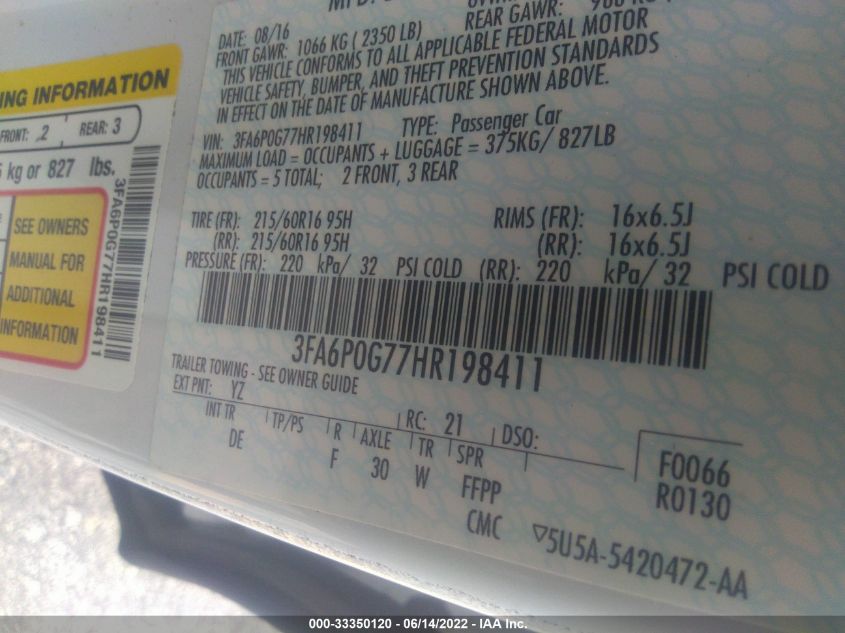 MFD.
DATE: 08/16
REAR GAWR:
FRONT GAWR: 1066 KG ( 2350 LB)
THIS VEHICLE CONFORMS TO ALL APPLICABLE FEDERAL MOTOR
VEHICLE SAFETY, BUMPER, AND THEFT PREVENTION STANDARDS
IN EFFECT ON THE DATE OF MANUFACTURE SHOWN ABOVE.
VIN: 3FA6P0G77HR198411 TYPE: Passenger Car
MAXIMUM LOAD = OCCUPANTS + LUGGAGE = 375KG/ 827LB
OCCUPANTS = 5 TOTAL; 2 FRONT, 3 REAR
TIRE (FR): 215/60R16 95H RIMS (FR): 16x6.5J
(RR): 215/60R16 95H (RR): 16x6.5J
PRESSURE (FR): 220 kPa/ 32 PSI COLD (RR): 220 kPa/ 32 PSI COLD
3FA6P0G77HR198411
TRAILER TOWING - SEE OWNER GUIDE
EXT PNT: YZ RC: 21 DSO:
INT TR TP/PS R AXLE TR SPR
DE F 30 W FFPP
CMC
F0066
R0130
5U5A-5420472-AA
INFORMATION
FRONT: 2 REAR: 3
kg or 827 lbs.
SEE OWNERS
MANUAL FOR
ADDITIONAL
INFORMATION
3FA6P0G77HR198411
000-33350120 - 06/14/2022 - IAA Inc.